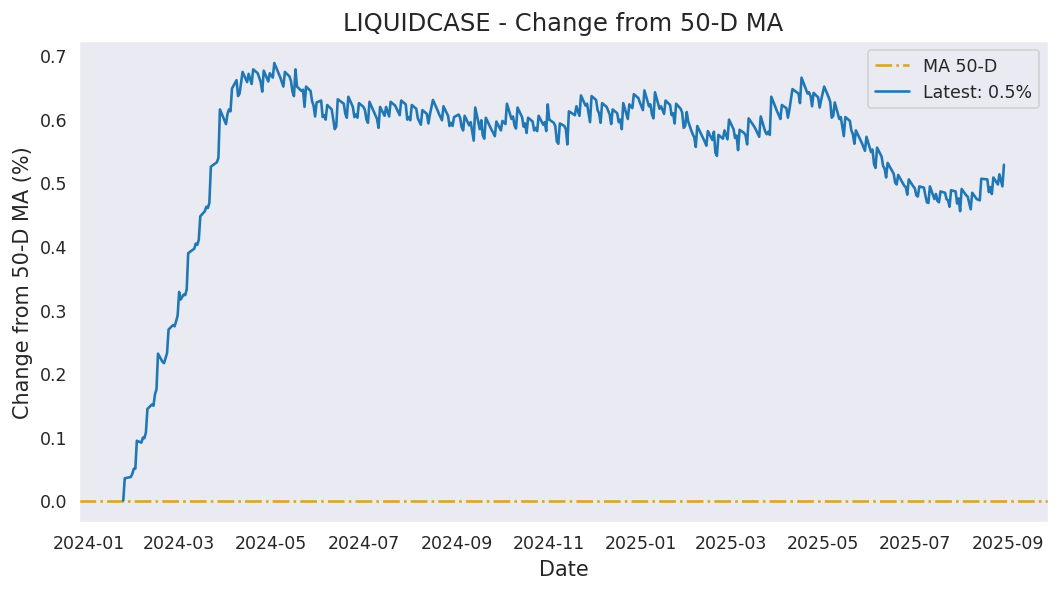 LIQUIDCASE - Change from 50-D MA
MA 50-D
Latest: 0.5%
Change from 50-D MA (%)
0.7
0.6
0.5
0.4
0.3
0.2
0.1
0.0
2024-01 2024-03 2024-05 2024-07 2024-09 2024-11 2025-01 2025-03 2025-05 2025-07 2025-09
Date